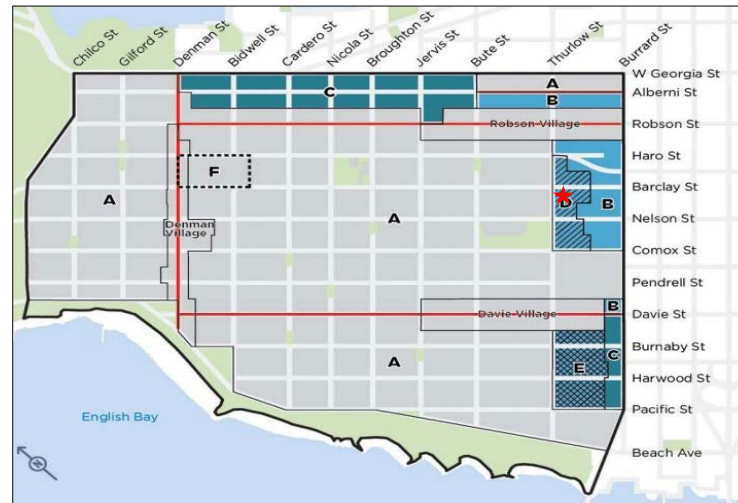 Chilco St
Gilford St
Denman St
Bidwell St
Cardero St
Nicola St
Broughton St
Jervis St
Bute St
Thurlow St
Burrard St
W Georgia St
A
C
Alberni St
B
Robson Village
Robson St
Haro St
F
Barclay St
A
D
B
A
Nelson St
Denman
Village
Comox St
Pendrell St
B
Davie Village
Davie St
Burnaby St
A
E
C
Harwood St
English Bay
Pacific St
Beach Ave
N